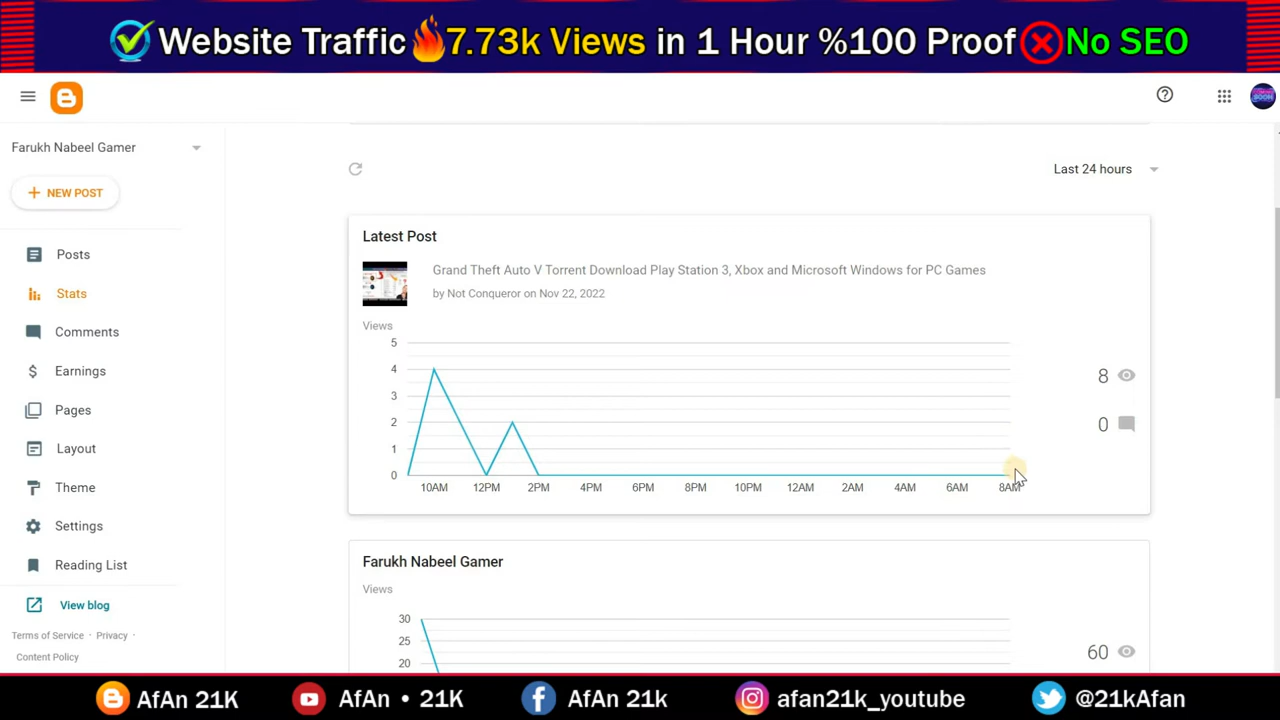 Website Traffic🔥7.73k Views in 1 Hour %100 Proof❌No SEO
Farukh Nabeel Gamer
+ NEW POST
Posts
Stats
Comments
Earnings
Pages
Layout
Theme
Settings
Reading List
View blog
Terms of Service · Privacy ·
Content Policy
Last 24 hours
Latest Post
Grand Theft Auto V Torrent Download Play Station 3, Xbox and Microsoft Windows for PC Games
by Not Conqueror on Nov 22, 2022
Views
5
4
3
2
1
0
10AM 12PM 2PM 4PM 6PM 8PM 10PM 12AM 2AM 4AM 6AM 8AM
8
0
Farukh Nabeel Gamer
Views
30
25
20
60
AfAn 21K AfAn • 21K AfAn 21k afan21k_youtube @21kAfan